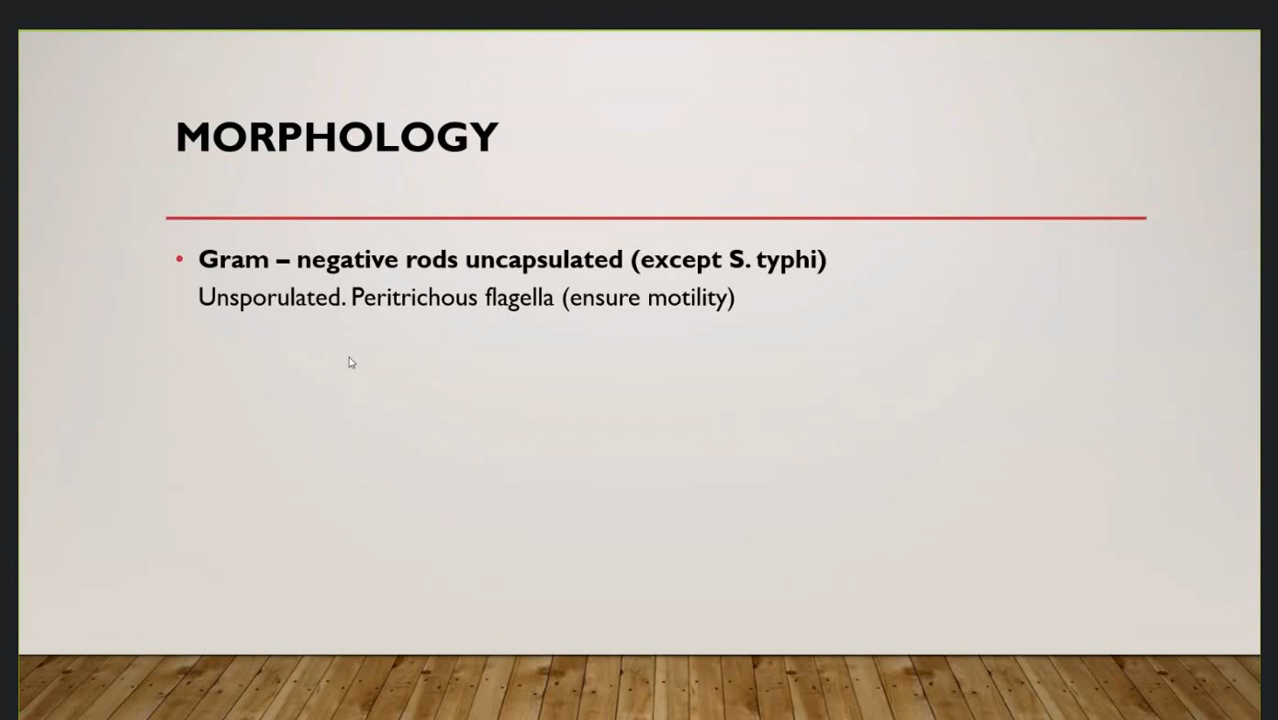 MORPHOLOGY
• Gram – negative rods uncapsulated (except S. typhi)
Unsporulated. Peritrichous flagella (ensure motility)